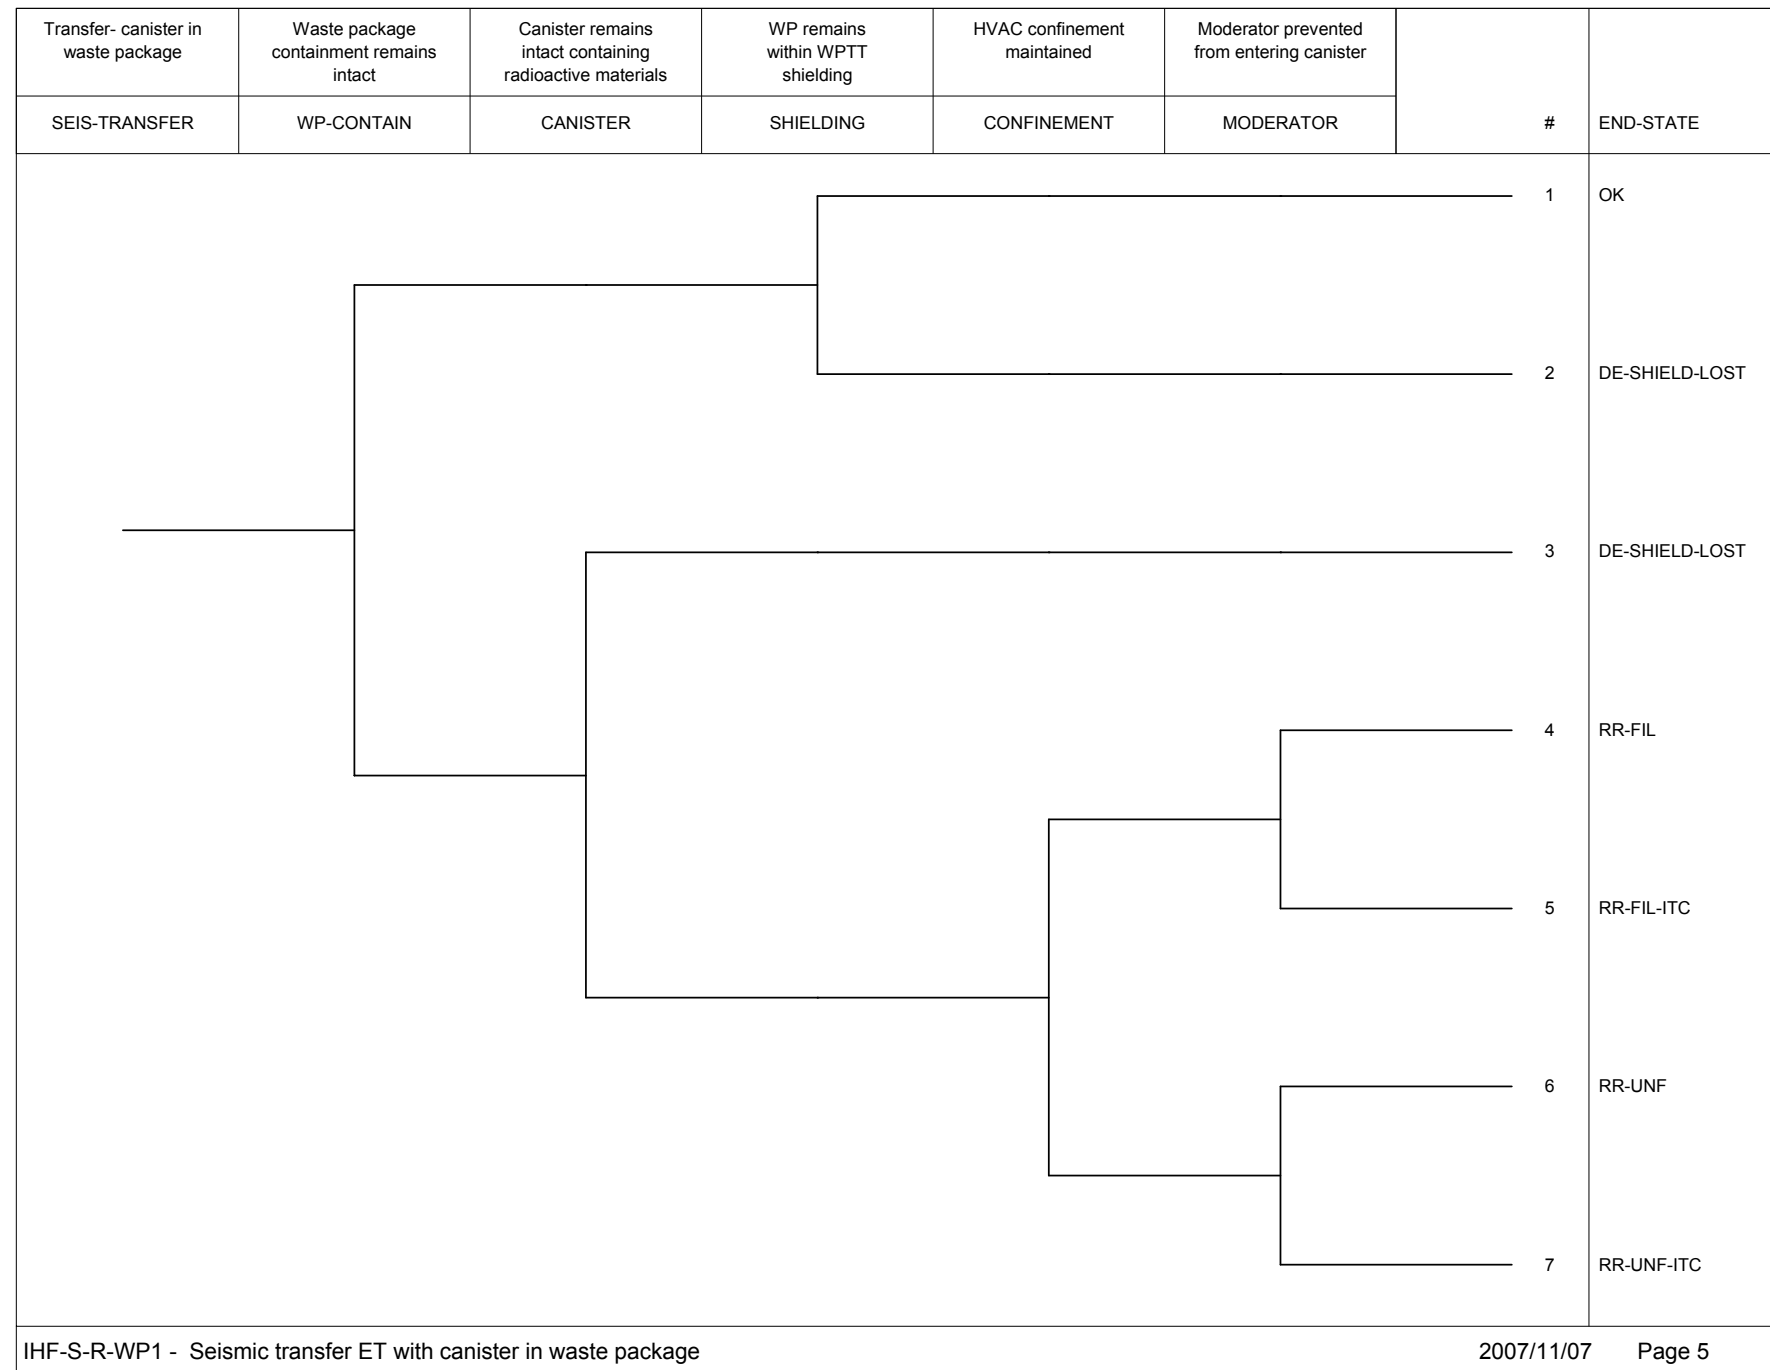 Transfer- canister in
waste package
Waste package
containment remains
intact
Canister remains
intact containing
radioactive materials
WP remains
within WPTT
shielding
HVAC confinement
maintained
Moderator prevented
from entering canister
SEIS-TRANSFER
WP-CONTAIN
CANISTER
SHIELDING
CONFINEMENT
MODERATOR
#
END-STATE
1 OK
2 DE-SHIELD-LOST
3 DE-SHIELD-LOST
4 RR-FIL
5 RR-FIL-ITC
6 RR-UNF
7 RR-UNF-ITC
IHF-S-R-WP1 - Seismic transfer ET with canister in waste package 2007/11/07 Page 5